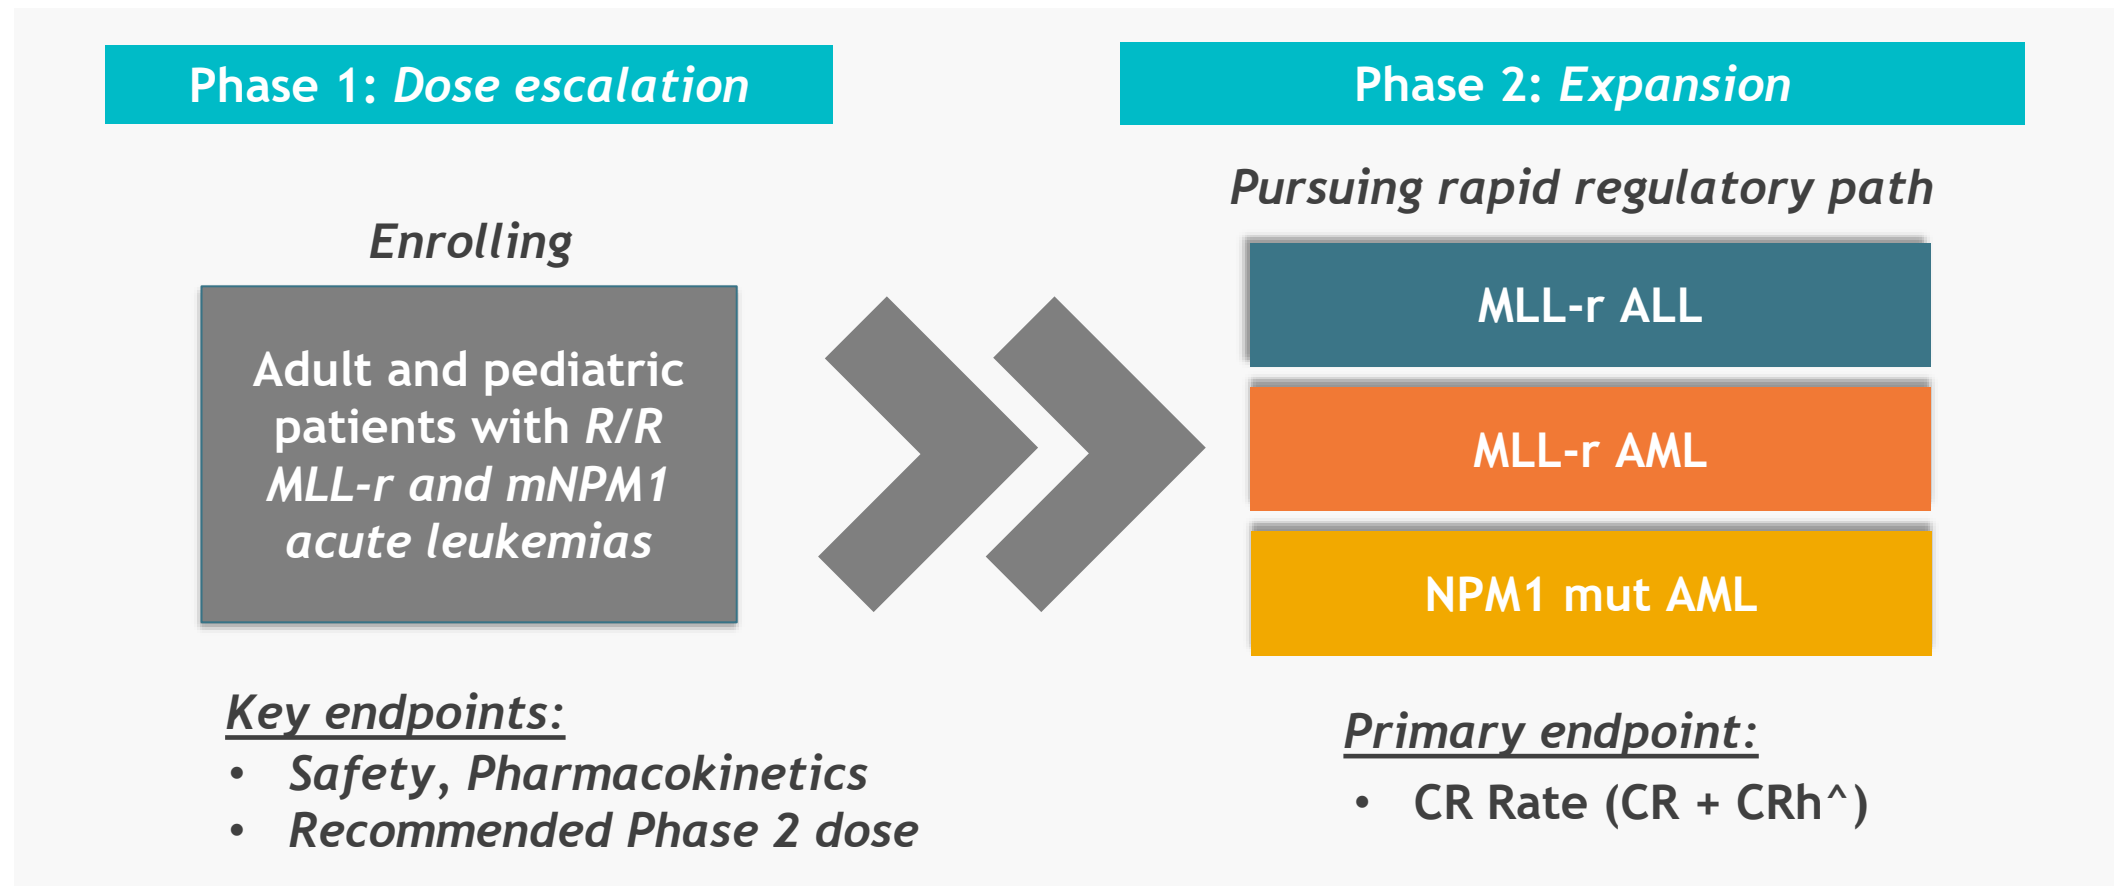 Phase 1: Dose escalation
Enrolling
Adult and pediatric
patients with R/R
MLL-r and mNPM1
acute leukemias
Key endpoints:
• Safety, Pharmacokinetics
• Recommended Phase 2 dose
Phase 2: Expansion
Pursuing rapid regulatory path
MLL-r ALL
MLL-r AML
NPM1 mut AML
Primary endpoint:
• CR Rate (CR + CRh^)